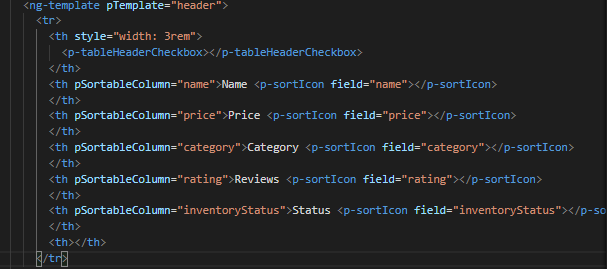 <ng-template pTemplate="header">
<tr>
<th style="width: 3rem">
<p-tableHeaderCheckbox></p-tableHeaderCheckbox>
</th>
<th pSortableColumn="name">Name <p-sortIcon field="name"></p-sortIcon>
</th>
<th pSortableColumn="price">Price <p-sortIcon field="price"></p-sortIcon>
</th>
<th pSortableColumn="category">Category <p-sortIcon field="category"></p-sortIcon>
</th>
<th pSortableColumn="rating">Reviews <p-sortIcon field="rating"></p-sortIcon>
</th>
<th pSortableColumn="inventoryStatus">Status <p-sortIcon field="inventoryStatus"></p-so
</th>
<th></th>
</tr>